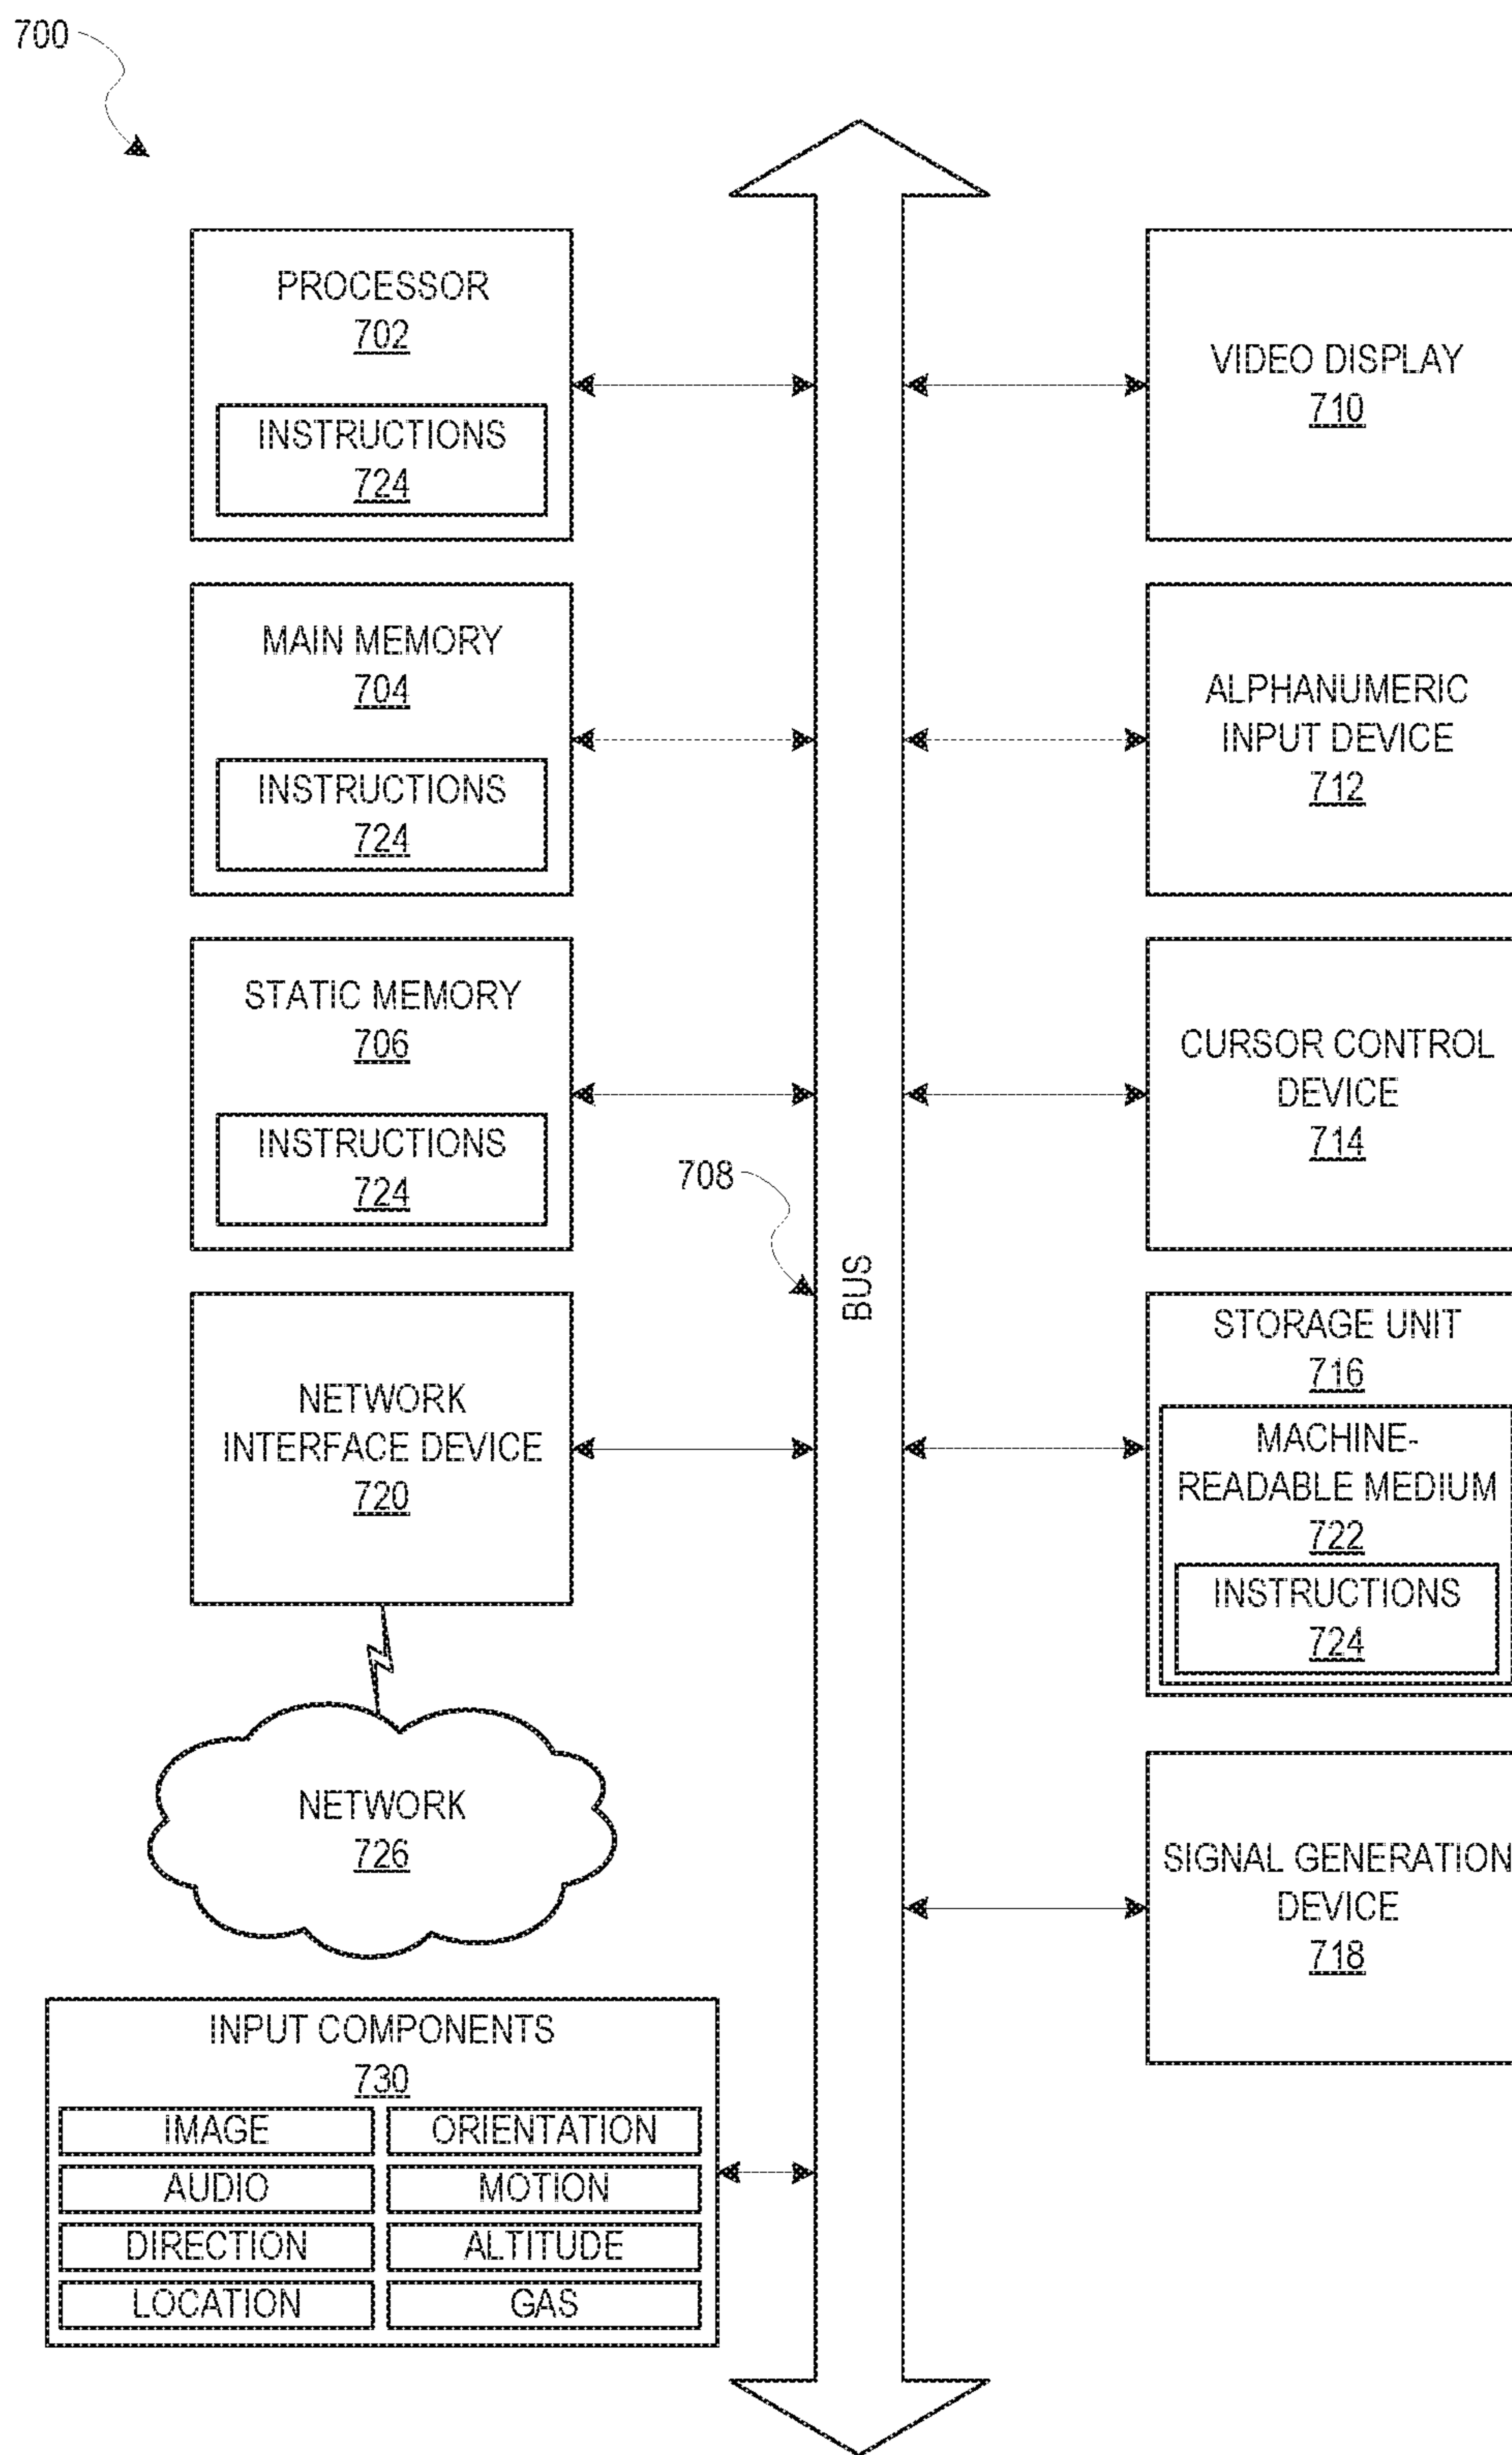 700
PROCESSOR
702
INSTRUCTIONS
724
MAIN MEMORY
704
INSTRUCTIONS
724
STATIC MEMORY
706
INSTRUCTIONS
724
NETWORK
INTERFACE DEVICE
720
NETWORK
726
INPUT COMPONENTS
730
IMAGE
ORIENTATION
AUDIO
MOTION
DIRECTION
ALTITUDE
LOCATION
GAS
708
BUS
VIDEO DISPLAY
710
ALPHANUMERIC
INPUT DEVICE
712
CURSOR CONTROL
DEVICE
714
STORAGE UNIT
716
MACHINE-
READABLE MEDIUM
722
INSTRUCTIONS
724
SIGNAL GENERATION
DEVICE
718